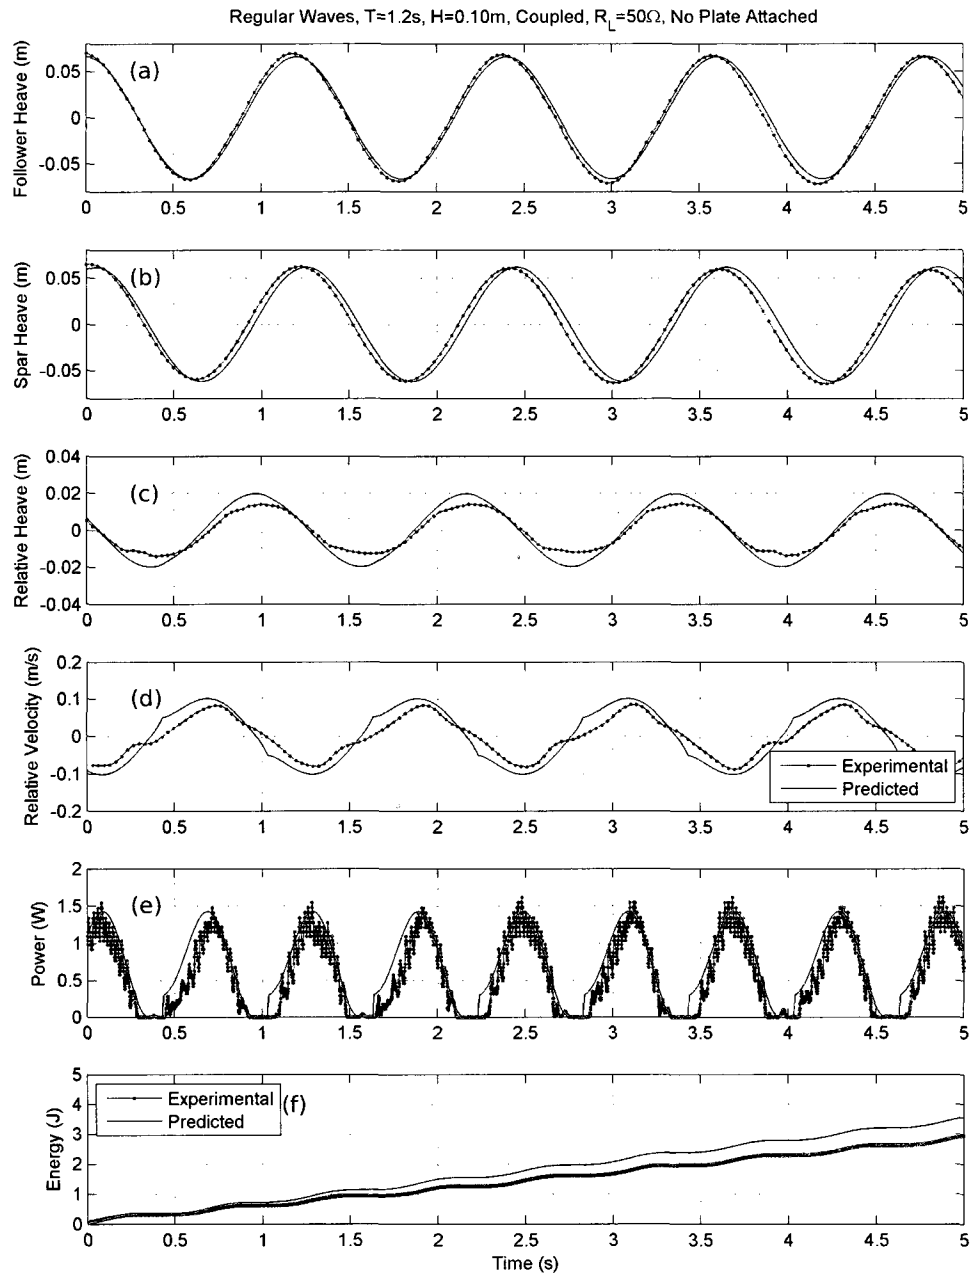 Regular Waves, T=1.2s, H=0.10m, Coupled, R_L=50Ω, No Plate Attached
Follower Heave (m)
(a)
0.05
0
-0.05
0 0.5 1 1.5 2 2.5 3 3.5 4 4.5 5
Spar Heave (m)
(b)
0.05
0
-0.05
0 0.5 1 1.5 2 2.5 3 3.5 4 4.5 5
Relative Heave (m)
(c)
0.04
0.02
0
-0.02
-0.04
0 0.5 1 1.5 2 2.5 3 3.5 4 4.5 5
Relative Velocity (m/s)
(d)
0.2
0.1
0
-0.1
-0.2
Experimental
Predicted
0 0.5 1 1.5 2 2.5 3 3.5 4 4.5 5
Power (W)
(e)
2
1.5
1
0.5
0
0 0.5 1 1.5 2 2.5 3 3.5 4 4.5 5
Energy (J)
5
4
3
2
1
0
Experimental
Predicted
(f)
0 0.5 1 1.5 2 2.5 3 3.5 4 4.5 5
Time (s)